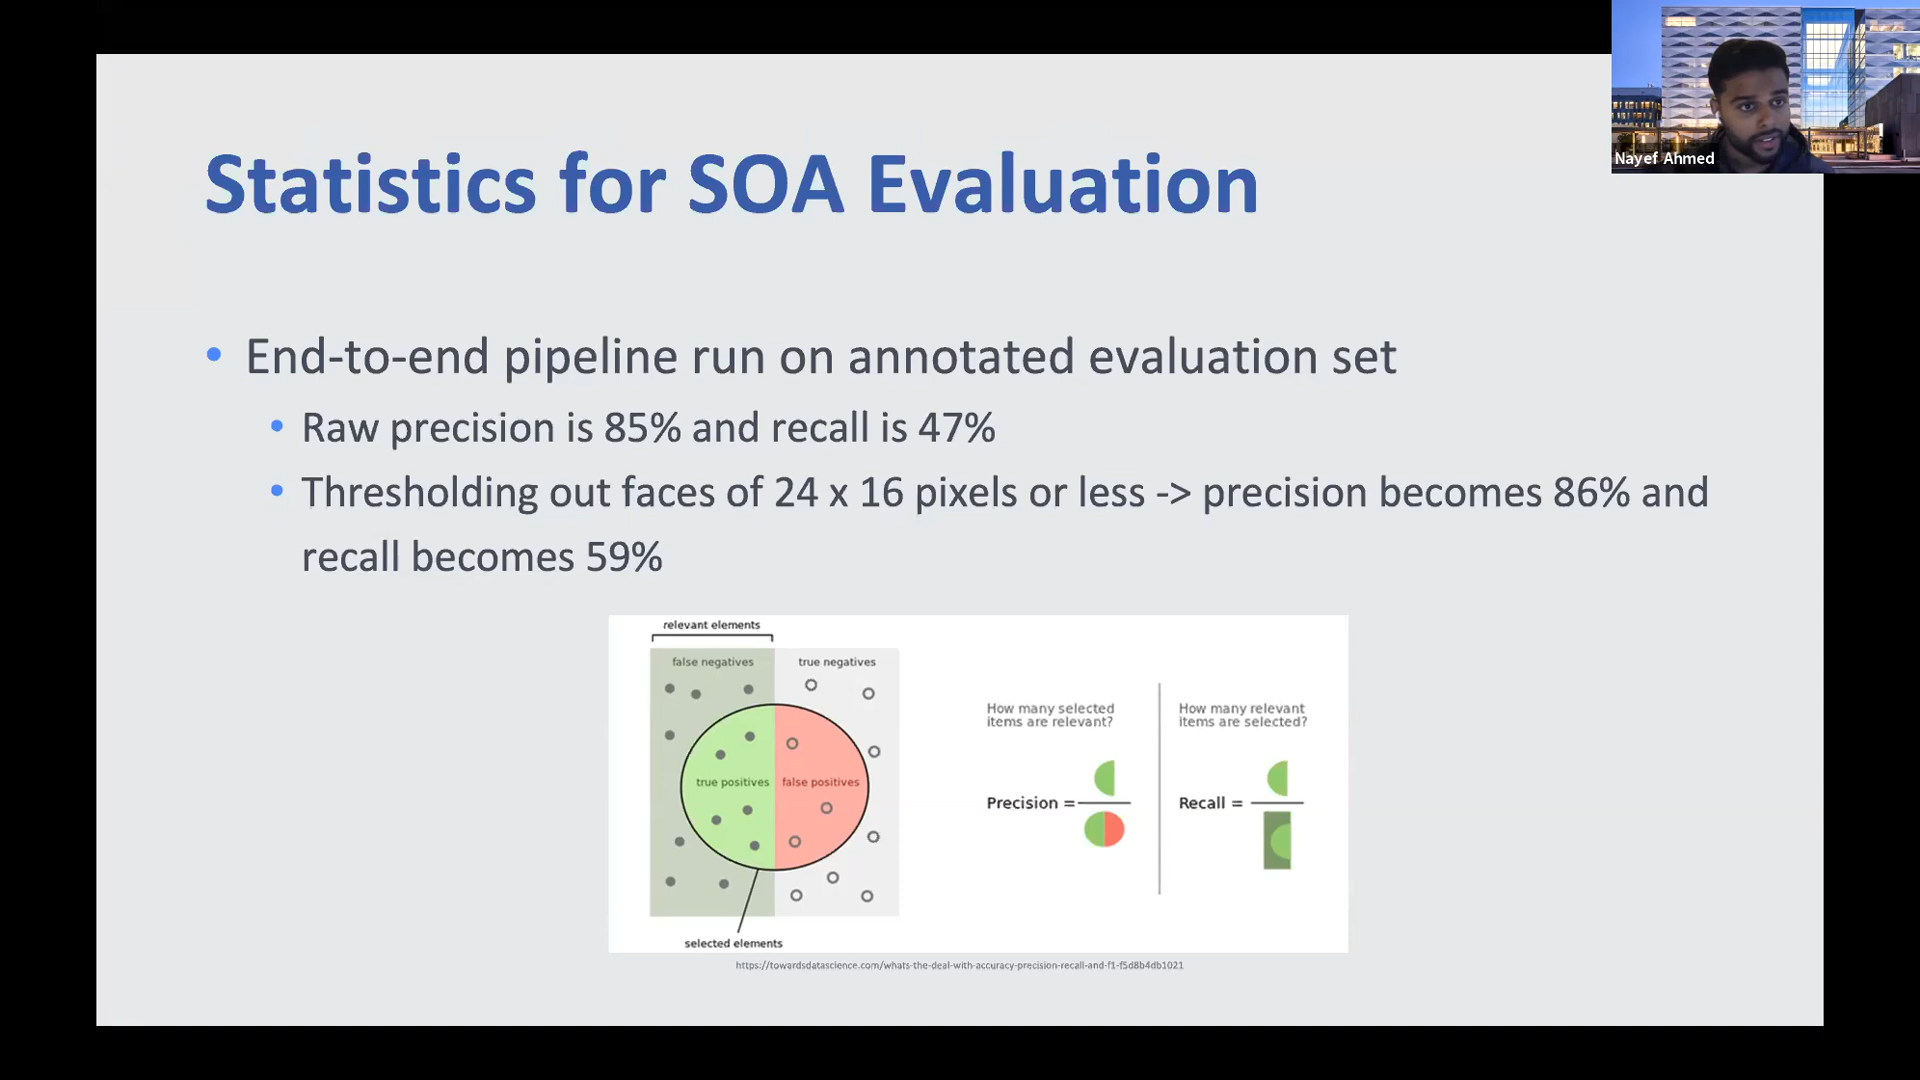 Nayef Ahmed
Statistics for SOA Evaluation
• End-to-end pipeline run on annotated evaluation set
• Raw precision is 85% and recall is 47%
• Thresholding out faces of 24 x 16 pixels or less -> precision becomes 86% and
recall becomes 59%
relevant elements
false negatives
true negatives
true positives
false positives
selected elements
How many selected
items are relevant?
Precision =
How many relevant
items are selected?
Recall =
https://towardsdatascience.com/whats-the-deal-with-accuracy-precision-recall-and-f1-f5d8b4db1021